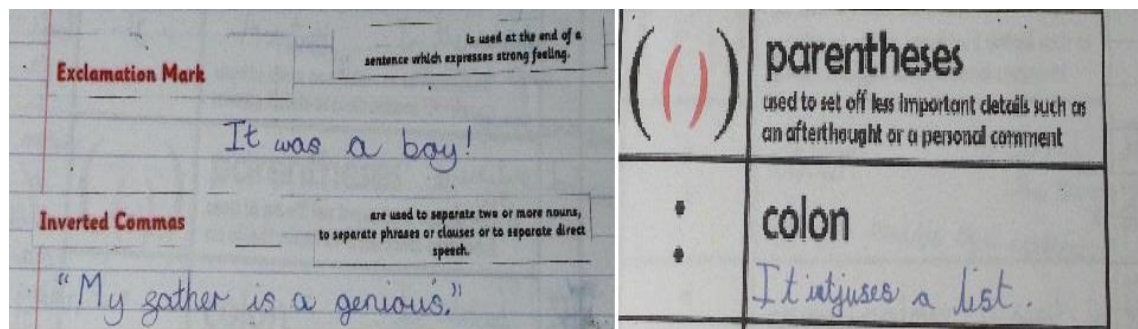 is used at the end of a
sentence which expresses strong feeling.
Exclamation Mark
It was a boy!
Inverted Commas
are used to separate two or more nouns,
to separate phrases or clauses or to separate direct
speech.
"My gather is a genious."
( ( ) )
parentheses
used to set off less important details such as
an afterthought or a personal comment
:
colon
It intjuses a list.